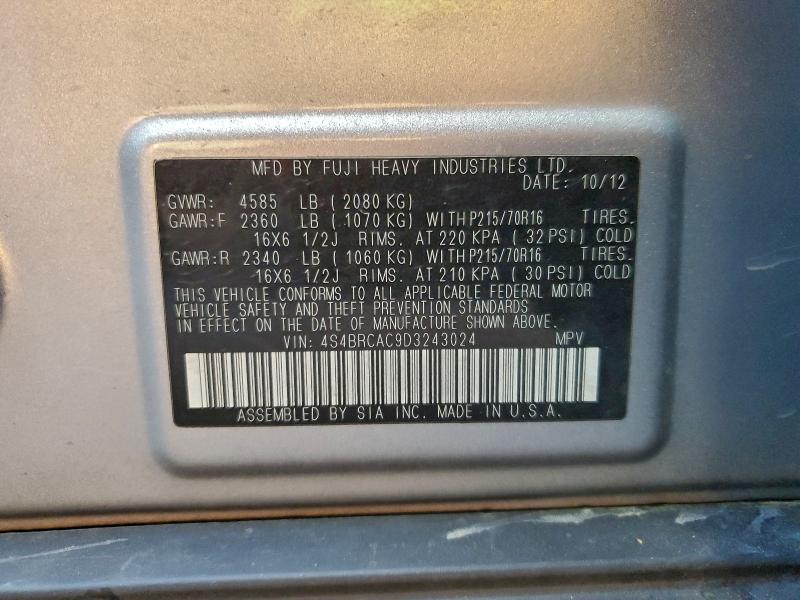 MFD BY FUJI HEAVY INDUSTRIES LTD.
DATE: 10/12
GVWR: 4585 LB ( 2080 KG)
GAWR:F 2360 LB ( 1070 KG) WITH P215/70R16 TIRES.
16X6 1/2J RIMS. AT 220 KPA ( 32 PSI) COLD
GAWR:R 2340 LB ( 1060 KG) WITH P215/70R16 TIRES.
16X6 1/2J RIMS. AT 210 KPA ( 30 PSI) COLD
THIS VEHICLE CONFORMS TO ALL APPLICABLE FEDERAL MOTOR
VEHICLE SAFETY AND THEFT BUMPER PREVENTION STANDARDS
IN EFFECT ON THE DATE OF MANUFACTURE SHOWN ABOVE.
VIN: 4S4BRCAC9D3243024 MPV
ASSEMBLED BY SIA INC. MADE IN U.S.A.